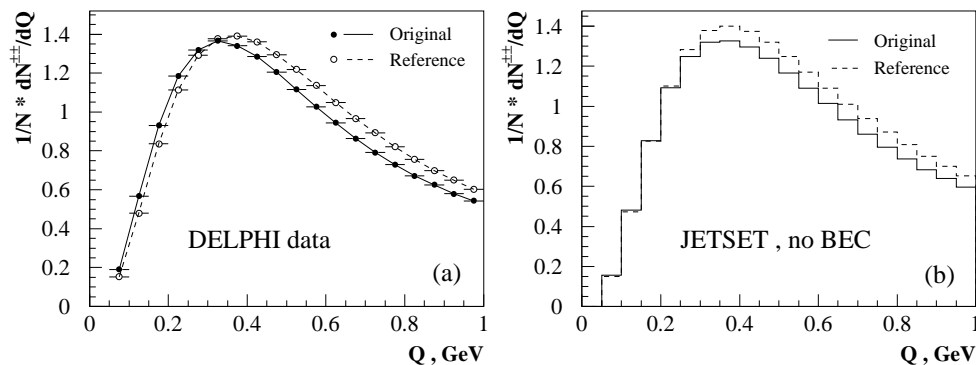 1/N * dN±±/dQ
1.4
1.2
1
0.8
0.6
0.4
0.2
0
Original
Reference
DELPHI data
(a)
0 0.2 0.4 0.6 0.8 1
Q , GeV
1/N * dN±±/dQ
1.4
1.2
1
0.8
0.6
0.4
0.2
0
Original
Reference
JETSET , no BEC
(b)
0 0.2 0.4 0.6 0.8 1
Q , GeV